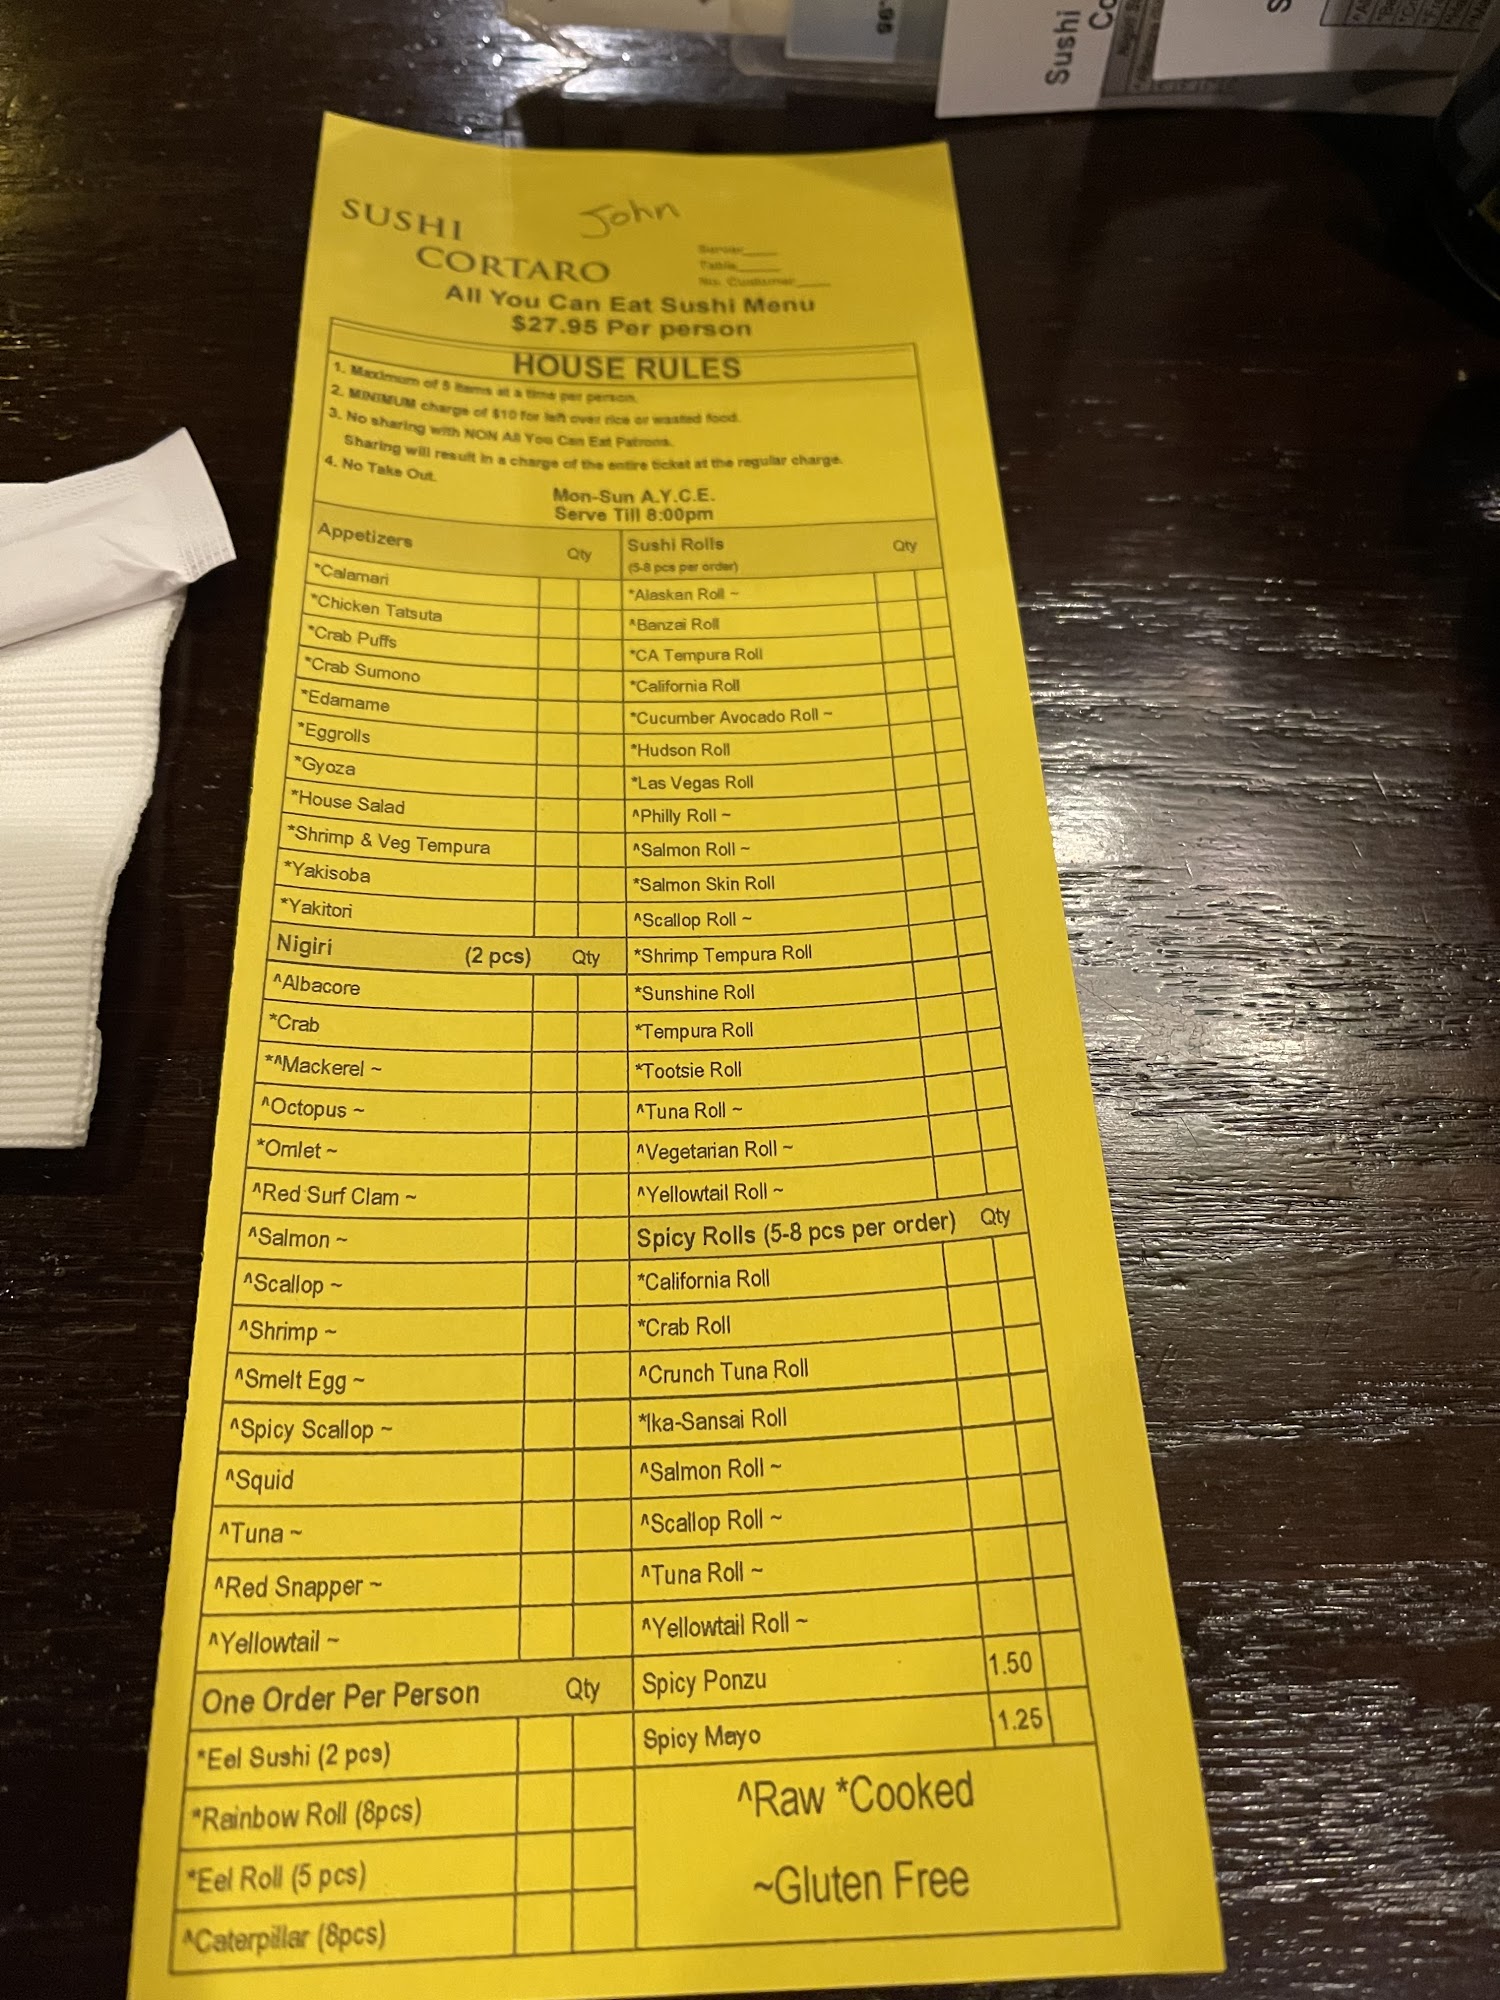 Sushi
SUSHI
CORTARO
John
Server____
Table____
No. Customer____
All You Can Eat Sushi Menu
$27.95 Per person
HOUSE RULES
1. Maximum of 5 items at a time per person.
2. MINIMUM charge of $10 for left over rice or wasted food.
3. No sharing with NON All You Can Eat Patrons.
Sharing will result in a charge of the entire ticket at the regular charge.
4. No Take Out.
Mon-Sun A.Y.C.E.
Serve Till 8:00pm
Appetizers Qty
*Calamari
*Chicken Tatsuta
*Crab Puffs
*Crab Sumono
*Edamame
*Eggrolls
*Gyoza
*House Salad
*Shrimp & Veg Tempura
*Yakisoba
*Yakitori
Nigiri (2 pcs) Qty
^Albacore
*Crab
*^Mackerel ~
^Octopus ~
*Omlet ~
^Red Surf Clam ~
^Salmon ~
^Scallop ~
^Shrimp ~
^Smelt Egg ~
^Spicy Scallop ~
^Squid
^Tuna ~
^Red Snapper ~
^Yellowtail ~
One Order Per Person Qty
*Eel Sushi (2 pcs)
*Rainbow Roll (8pcs)
*Eel Roll (5 pcs)
^Caterpillar (8pcs)
Sushi Rolls Qty
(5-8 pcs per order)
*Alaskan Roll ~
^Banzai Roll
*CA Tempura Roll
*California Roll
*Cucumber Avocado Roll ~
*Hudson Roll
*Las Vegas Roll
^Philly Roll ~
^Salmon Roll ~
*Salmon Skin Roll
^Scallop Roll ~
*Shrimp Tempura Roll
*Sunshine Roll
*Tempura Roll
*Tootsie Roll
^Tuna Roll ~
^Vegetarian Roll ~
^Yellowtail Roll ~
Spicy Rolls (5-8 pcs per order) Qty
*California Roll
*Crab Roll
^Crunch Tuna Roll
*Ika-Sansai Roll
^Salmon Roll ~
^Scallop Roll ~
^Tuna Roll ~
^Yellowtail Roll ~
Spicy Ponzu 1.50
Spicy Mayo 1.25
^Raw *Cooked
~Gluten Free